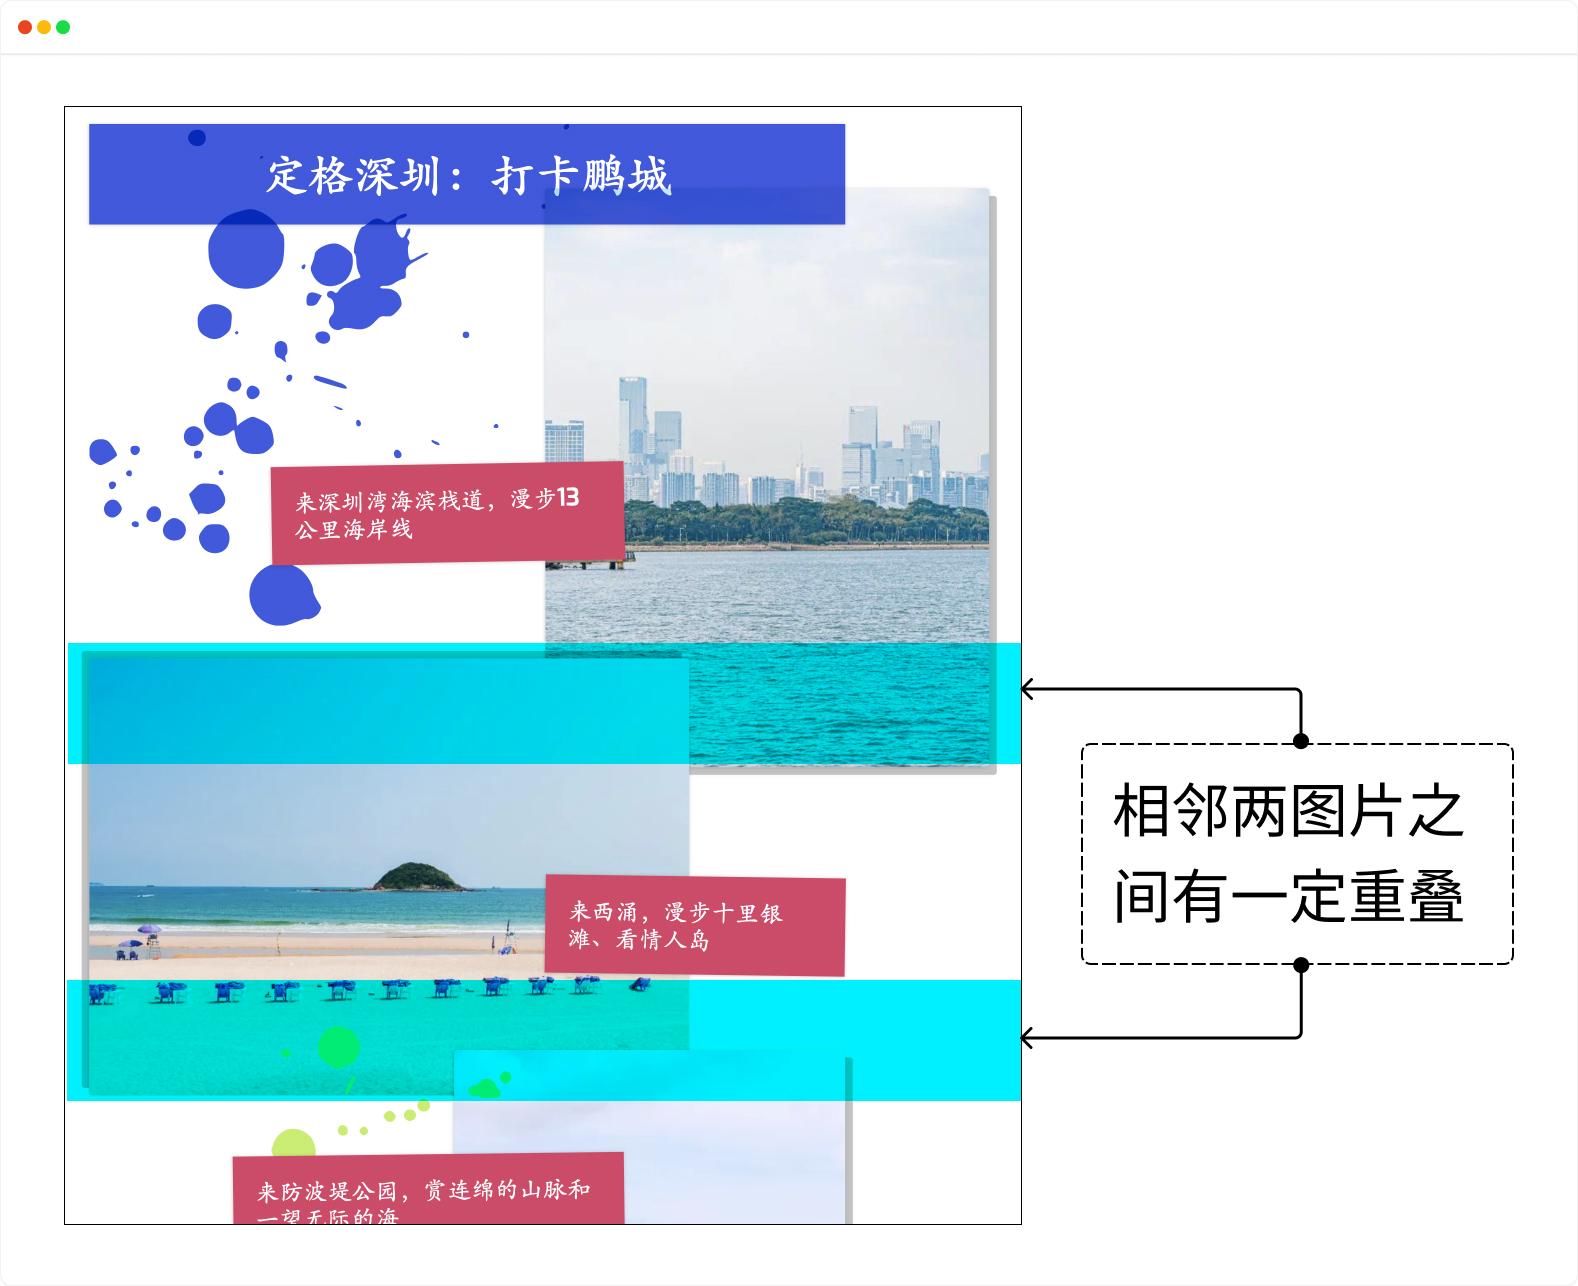 定格深圳：打卡鹏城
来深圳湾海滨栈道，漫步13
公里海岸线
来西涌，漫步十里银
滩、看情人岛
相邻两图片之
间有一定重叠
来防波堤公园，赏连绵的山脉和
一望无际的海